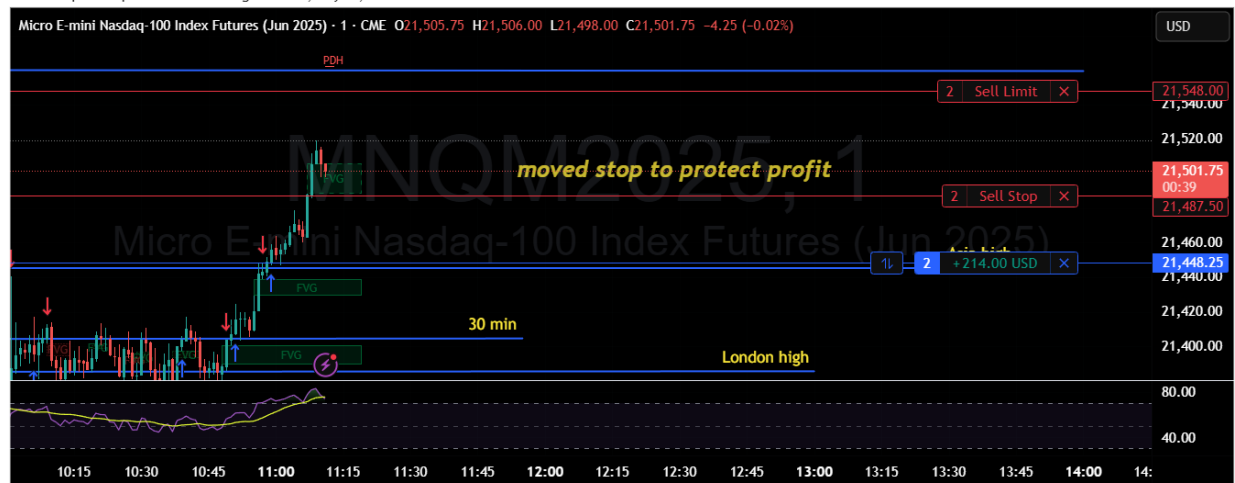 Micro E-mini Nasdaq-100 Index Futures (Jun 2025) · 1 · CME O21,505.75 H21,506.00 L21,498.00 C21,501.75 −4.25 (−0.02%)
USD
PDH
2 Sell Limit
21,548.00
21,540.00
MNQM2025, 1
21,520.00
moved stop to protect profit
FVG
21,501.75
00:39
2 Sell Stop
21,487.50
Micro E-mini Nasdaq-100 Index Futures (Jun 2025)
21,460.00
Asia high
2 +214.00 USD
21,448.25
21,440.00
FVG
21,420.00
30 min
21,400.00
FVG
FVG
FVG
London high
80.00
40.00
10:15 10:30 10:45 11:00 11:15 11:30 11:45 12:00 12:15 12:30 12:45 13:00 13:15 13:30 13:45 14:00 14: